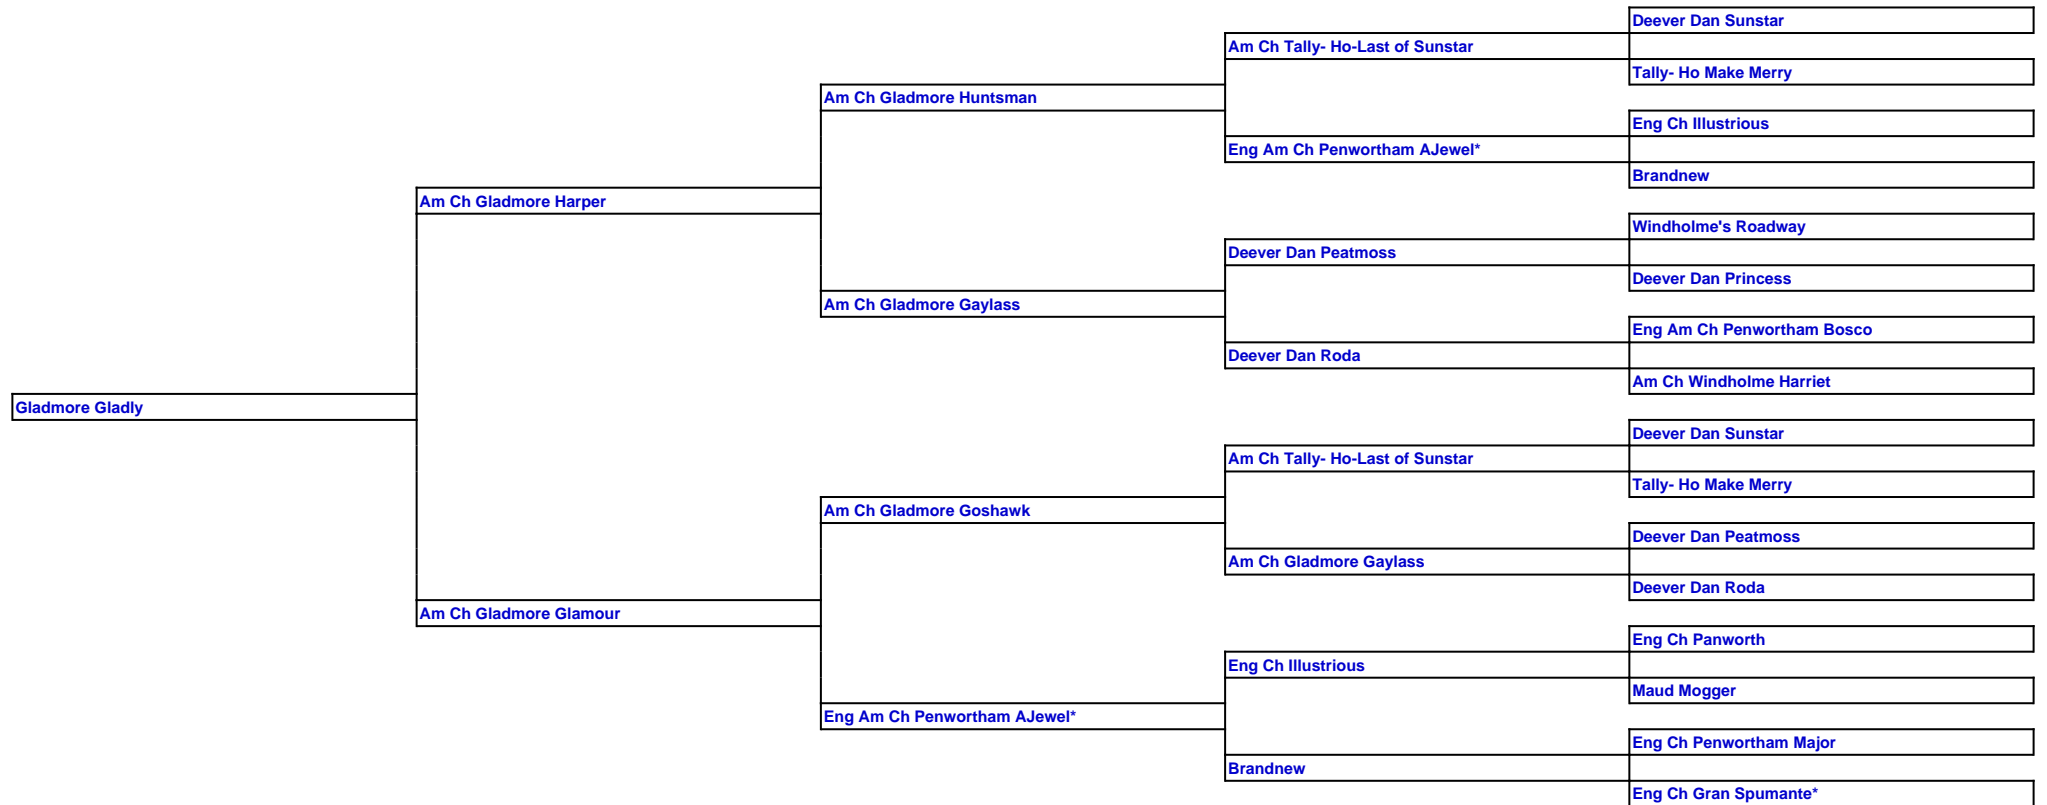 Deever Dan Sunstar
Am Ch Tally- Ho-Last of Sunstar
Tally- Ho Make Merry
Am Ch Gladmore Huntsman
Eng Ch Illustrious
Eng Am Ch Penwortham AJewel*
Brandnew
Am Ch Gladmore Harper
Windholme's Roadway
Deever Dan Peatmoss
Deever Dan Princess
Am Ch Gladmore Gaylass
Eng Am Ch Penwortham Bosco
Deever Dan Roda
Am Ch Windholme Harriet
Gladmore Gladly
Deever Dan Sunstar
Am Ch Tally- Ho-Last of Sunstar
Tally- Ho Make Merry
Am Ch Gladmore Goshawk
Deever Dan Peatmoss
Am Ch Gladmore Gaylass
Deever Dan Roda
Am Ch Gladmore Glamour
Eng Ch Panworth
Eng Ch Illustrious
Maud Mogger
Eng Am Ch Penwortham AJewel*
Eng Ch Penwortham Major
Brandnew
Eng Ch Gran Spumante*